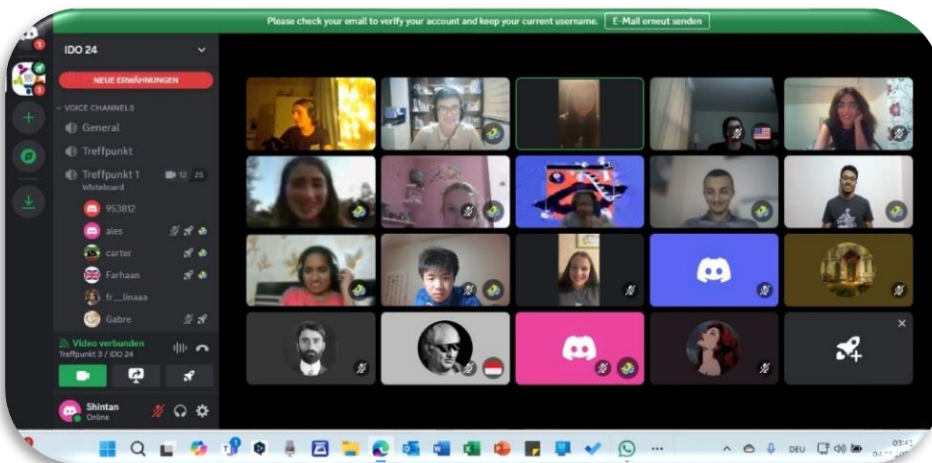 Please check your email to verify your account and keep your current username.
E-Mail erneut senden
IDO 24
NEUE ERWÄHNUNGEN
VOICE CHANNELS
General
Treffpunkt
Treffpunkt 1
12 25
Whiteboard
953812
ales
carter
Farhaan
fr__linaaa
Gabre
Video verbunden
Treffpunkt 3 / IDO 24
Shintan
Online
DEU